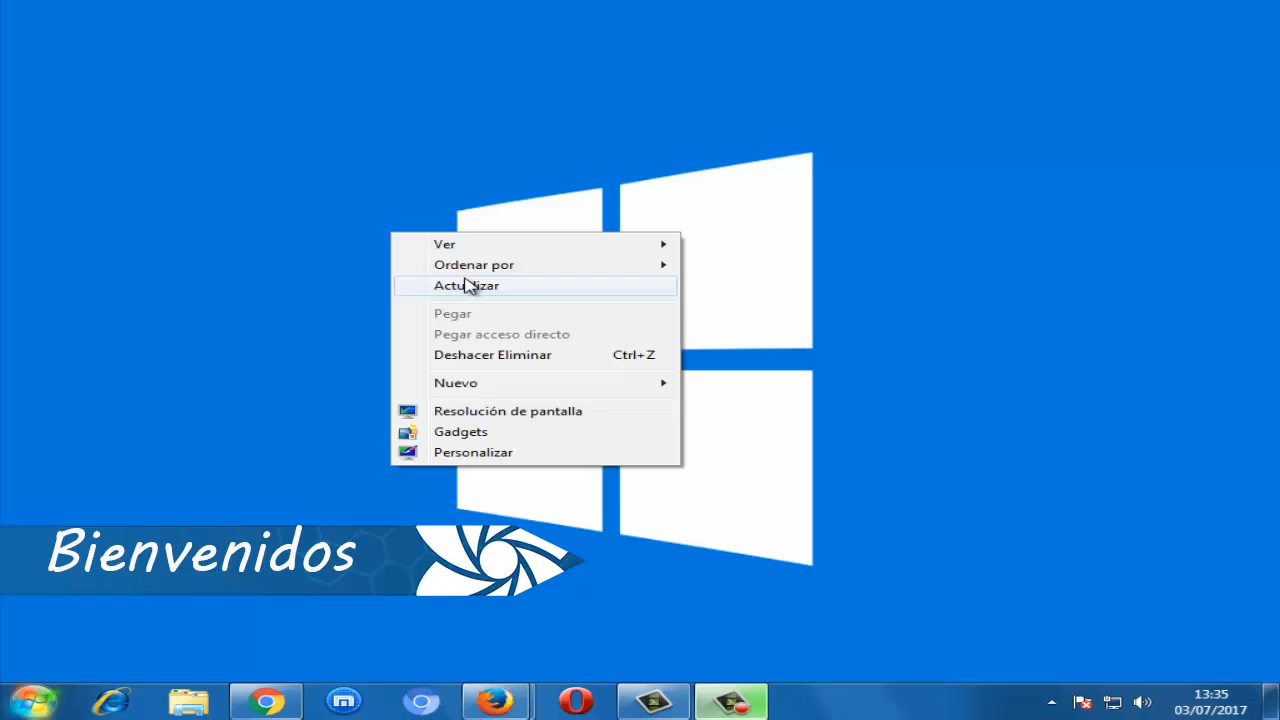 Ver
Ordenar por
Actualizar
Pegar
Pegar acceso directo
Deshacer Eliminar Ctrl+Z
Nuevo
Resolución de pantalla
Gadgets
Personalizar
Bienvenidos
13:35
03/07/2017